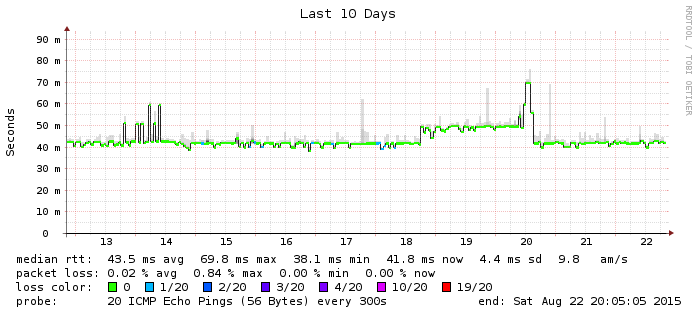 Last 10 Days
RRDTOOL / TOBI OETIKER
Seconds
90 m
80 m
70 m
60 m
50 m
40 m
30 m
20 m
10 m
0
13 14 15 16 17 18 19 20 21 22
median rtt: 43.5 ms avg 69.8 ms max 38.1 ms min 41.8 ms now 4.4 ms sd 9.8 am/s
packet loss: 0.02 % avg 0.84 % max 0.00 % min 0.00 % now
loss color: 0 1/20 2/20 3/20 4/20 10/20 19/20
probe: 20 ICMP Echo Pings (56 Bytes) every 300s end: Sat Aug 22 20:05:05 2015